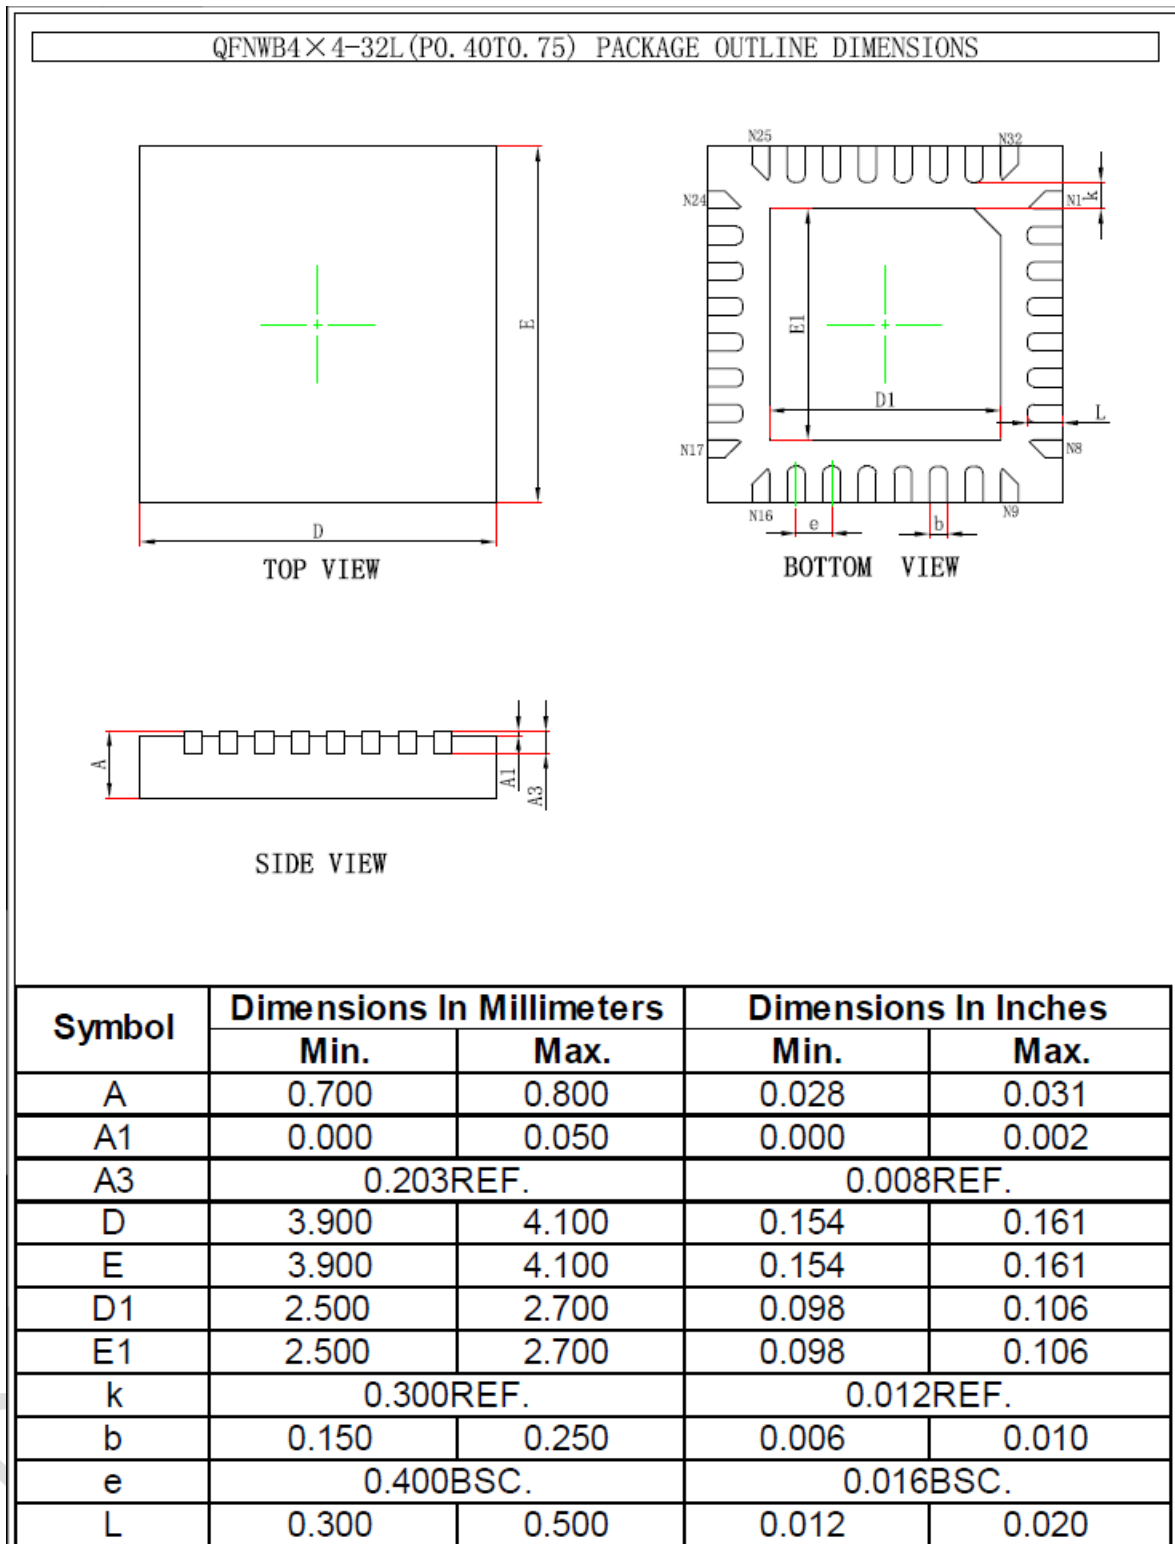 QFNWB4×4-32L(P0.40T0.75) PACKAGE OUTLINE DIMENSIONS
N25
N32
N24
N1
k
E
E1
D1
L
N17
N8
N16
N9
e
b
D
TOP VIEW
BOTTOM VIEW
A
A1
A3
SIDE VIEW
Symbol Dimensions In Millimeters Dimensions In Inches
Min. Max. Min. Max.
A 0.700 0.800 0.028 0.031
A1 0.000 0.050 0.000 0.002
A3 0.203REF. 0.008REF.
D 3.900 4.100 0.154 0.161
E 3.900 4.100 0.154 0.161
D1 2.500 2.700 0.098 0.106
E1 2.500 2.700 0.098 0.106
k 0.300REF. 0.012REF.
b 0.150 0.250 0.006 0.010
e 0.400BSC. 0.016BSC.
L 0.300 0.500 0.012 0.020